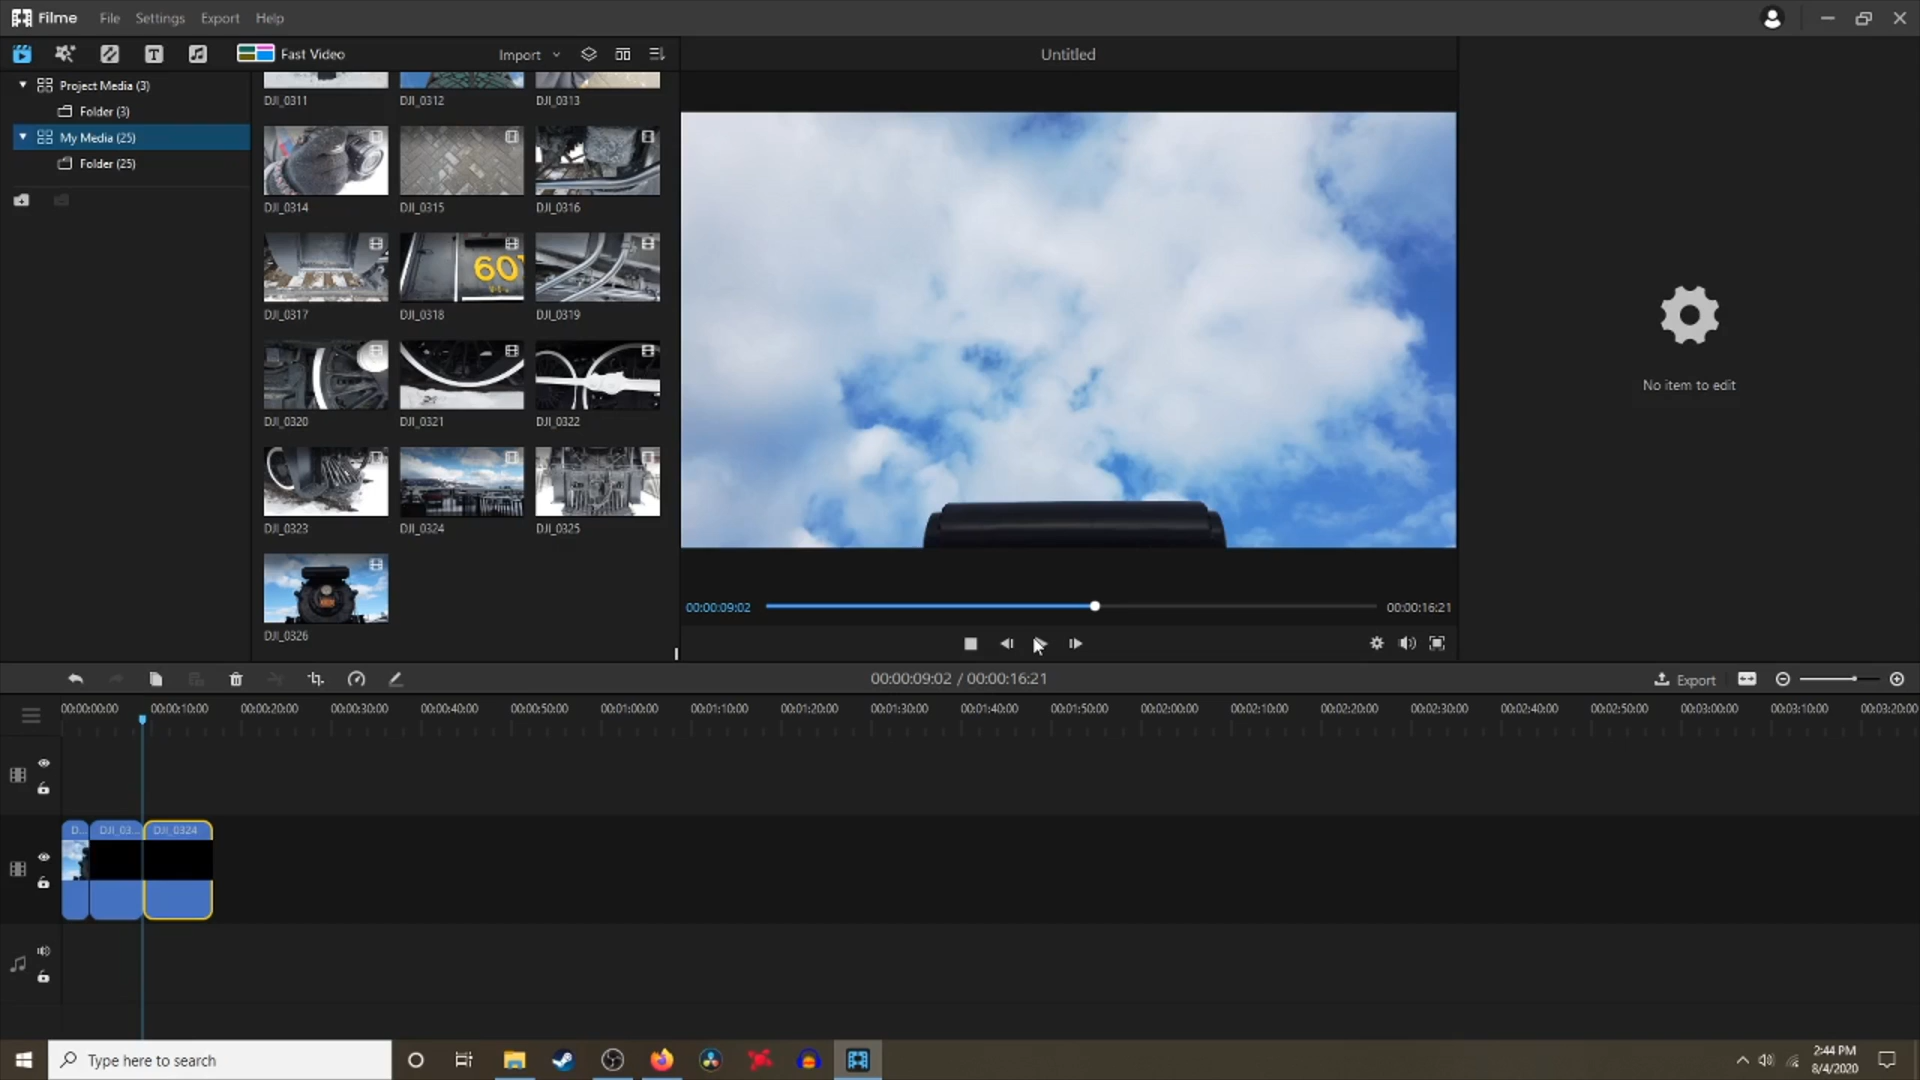 Filme File Settings Export Help
Fast Video Import Untitled
Project Media (3)
Folder (3)
My Media (25)
Folder (25)
DJI_0311 DJI_0312 DJI_0313
DJI_0314 DJI_0315 DJI_0316
60
DJI_0317 DJI_0318 DJI_0319
DJI_0320 DJI_0321 DJI_0322
DJI_0323 DJI_0324 DJI_0325
DJI_0326
No item to edit
00:00:09:02 00:00:16:21
00:00:09:02 / 00:00:16:21 Export
00:00:00:00 00:00:10:00 00:00:20:00 00:00:30:00 00:00:40:00 00:00:50:00 00:01:00:00 00:01:10:00 00:01:20:00 00:01:30:00 00:01:40:00 00:01:50:00 00:02:00:00 00:02:10:00 00:02:20:00 00:02:30:00 00:02:40:00 00:02:50:00 00:03:00:00 00:03:10:00 00:03:20:00
D... DJI_03... DJI_0324
Type here to search
2:44 PM
8/4/2020